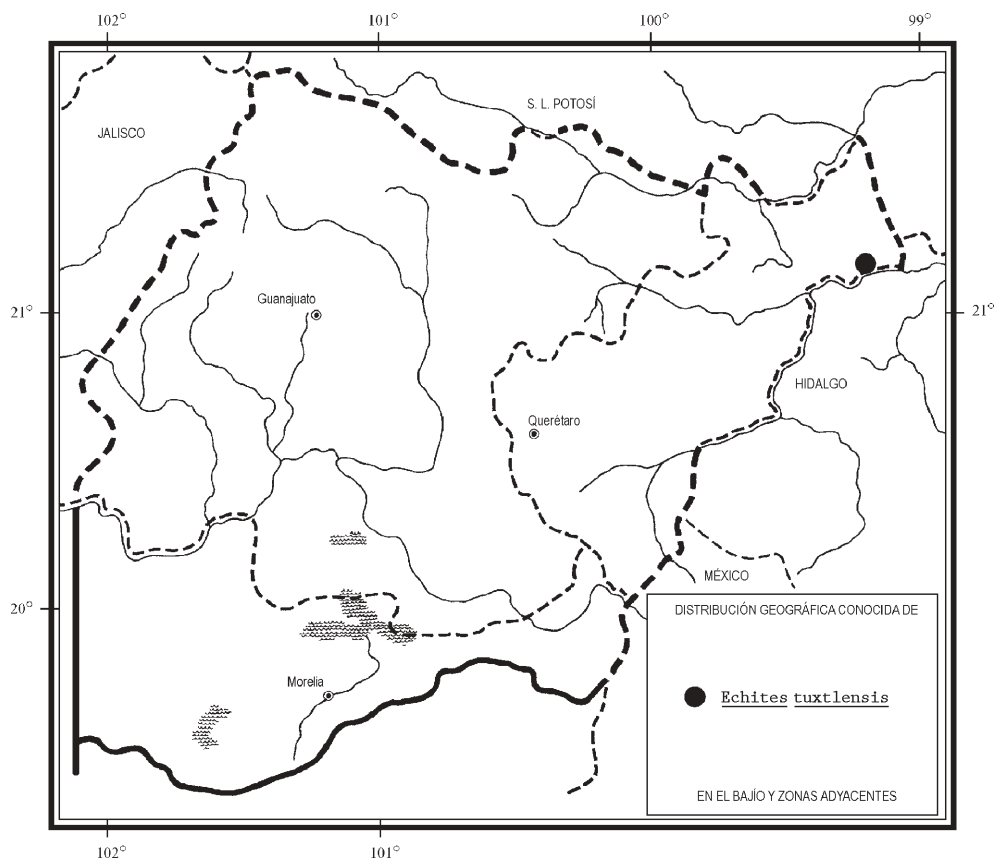 102° 101° 100° 99°
S. L. POTOSÍ
JALISCO
Guanajuato
21° 21°
HIDALGO
Querétaro
MÉXICO
20°
DISTRIBUCIÓN GEOGRÁFICA CONOCIDA DE
Morelia
Echites tuxtlensis
EN EL BAJÍO Y ZONAS ADYACENTES
102° 101°